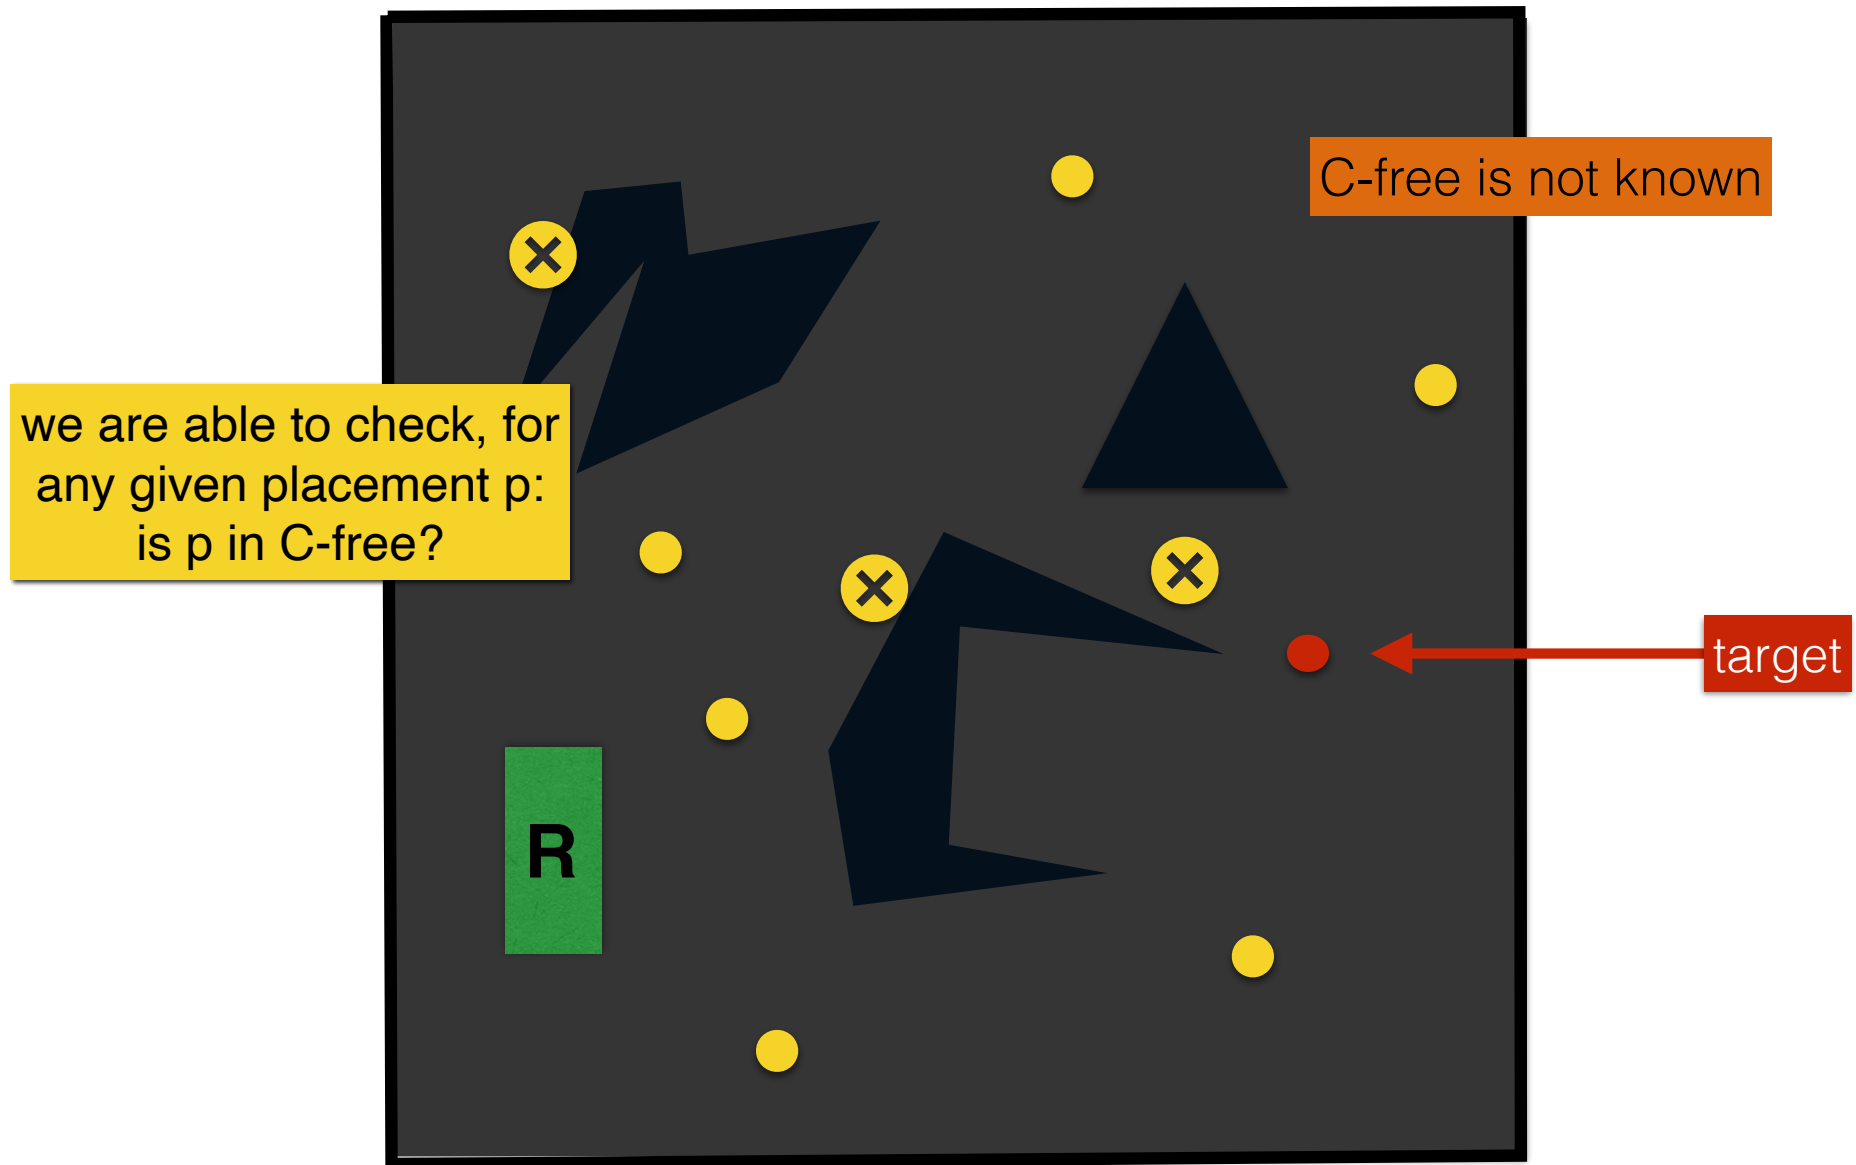 C-free is not known
we are able to check, for
any given placement p:
is p in C-free?
target
R